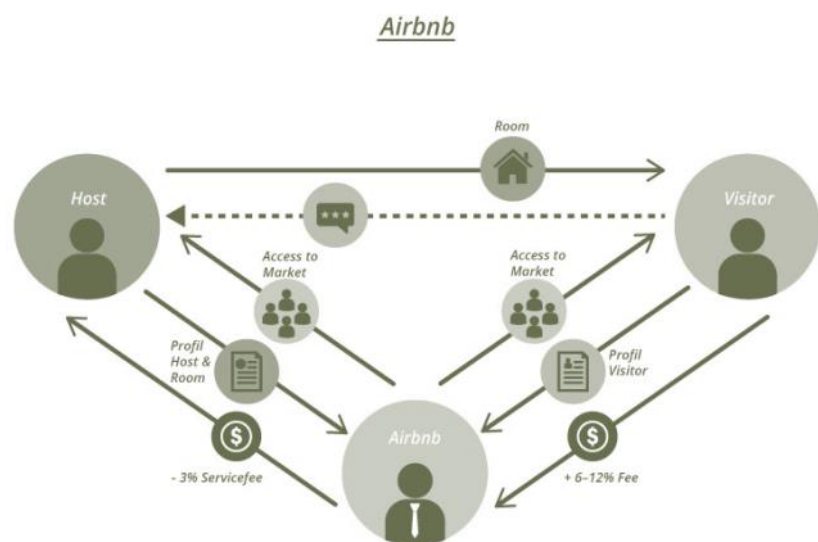 Airbnb
Room
Host
Visitor
Access to
Market
Access to
Market
Profil
Host &
Room
Profil
Visitor
Airbnb
$
$
- 3% Servicefee
+ 6–12% Fee